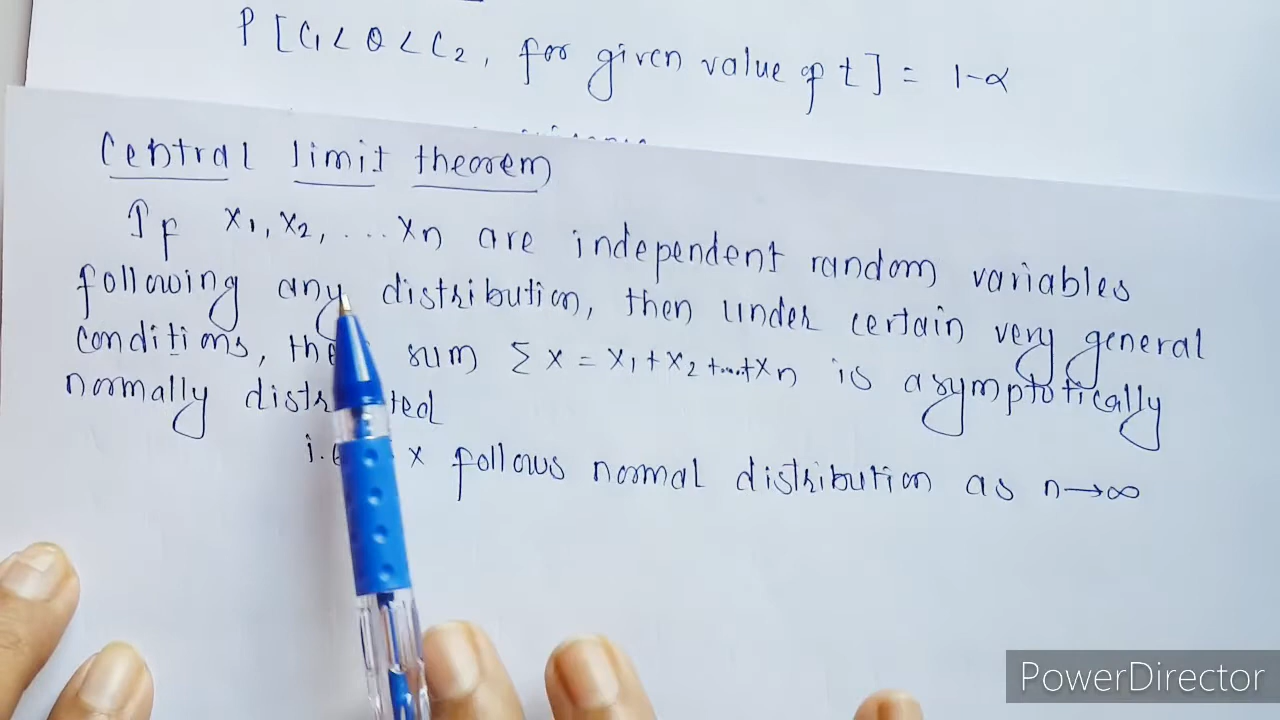 P [C₁ < θ < C₂, for given value of t] = 1-α
Central limit theorem
If x₁, x₂, ... xn are independent random variables
following any distribution, then under certain very general
conditions, sum Σx = x₁+x₂+...+xn is asymptotically
normally
i.e. x follows normal distribution as n→∞
PowerDirector